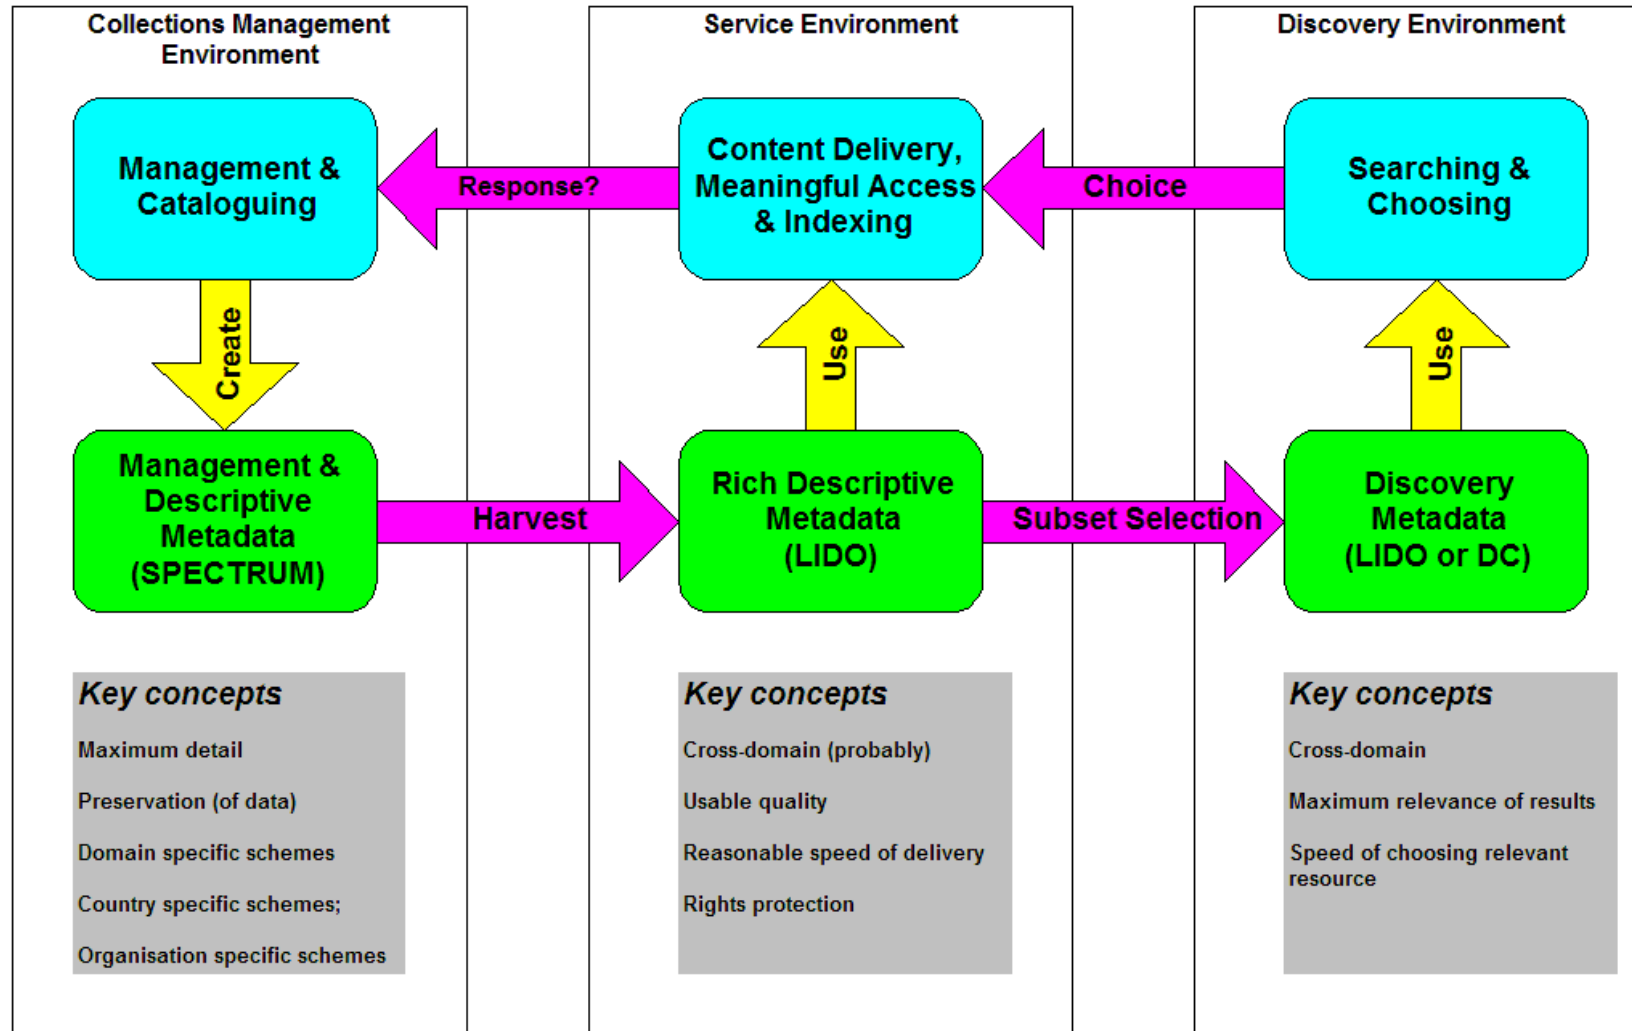 Collections Management
Environment
Management &
Cataloguing
Create
Management &
Descriptive
Metadata
(SPECTRUM)
Key concepts
Maximum detail
Preservation (of data)
Domain specific schemes
Country specific schemes;
Organisation specific schemes
Response?
Harvest
Service Environment
Content Delivery,
Meaningful Access
& Indexing
Use
Rich Descriptive
Metadata
(LIDO)
Key concepts
Cross-domain (probably)
Usable quality
Reasonable speed of delivery
Rights protection
Choice
Subset Selection
Discovery Environment
Searching &
Choosing
Use
Discovery
Metadata
(LIDO or DC)
Key concepts
Cross-domain
Maximum relevance of results
Speed of choosing relevant
resource